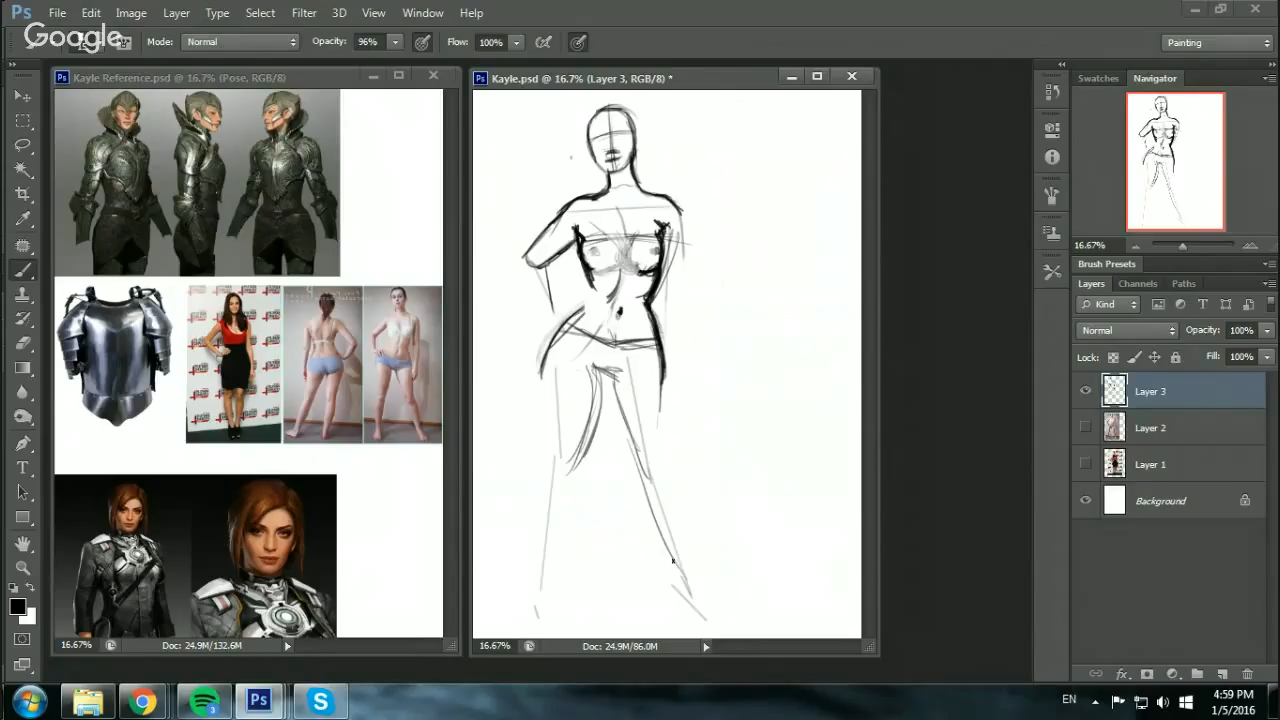 Ps File Edit Image Layer Type Select Filter 3D View Window Help
Google
Mode: Normal Opacity: 96% Flow: 100% Painting
Ps Kayle Reference.psd @ 16.7% (Pose, RGB/8)
Ps Kayle.psd @ 16.7% (Layer 3, RGB/8) *
Swatches Navigator
16.67%
Brush Presets
Layers Channels Paths
Kind
Normal Opacity: 100%
Lock: Fill: 100%
Layer 3
Layer 2
Layer 1
Background
16.67% Doc: 24.9M/132.6M
16.67% Doc: 24.9M/86.0M
EN 4:59 PM
1/5/2016